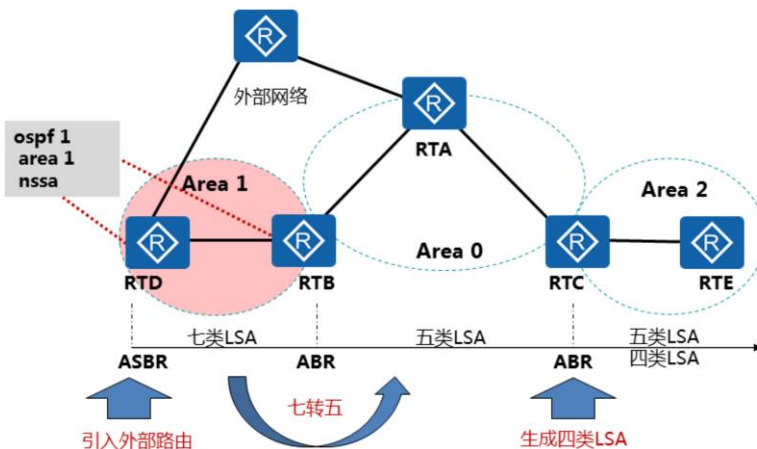 R
外部网络
R
RTA
ospf 1
area 1
nssa
Area 1
Area 2
R
RTD
R
RTB
Area 0
R
RTC
R
RTE
七类LSA
五类LSA
五类LSA
四类LSA
ASBR
ABR
ABR
七转五
引入外部路由
生成四类LSA